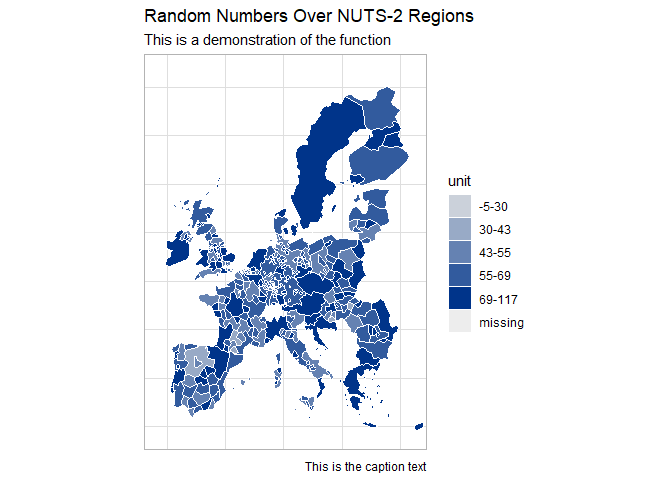 Random Numbers Over NUTS-2 Regions
This is a demonstration of the function
unit
-5-30
30-43
43-55
55-69
69-117
missing
This is the caption text